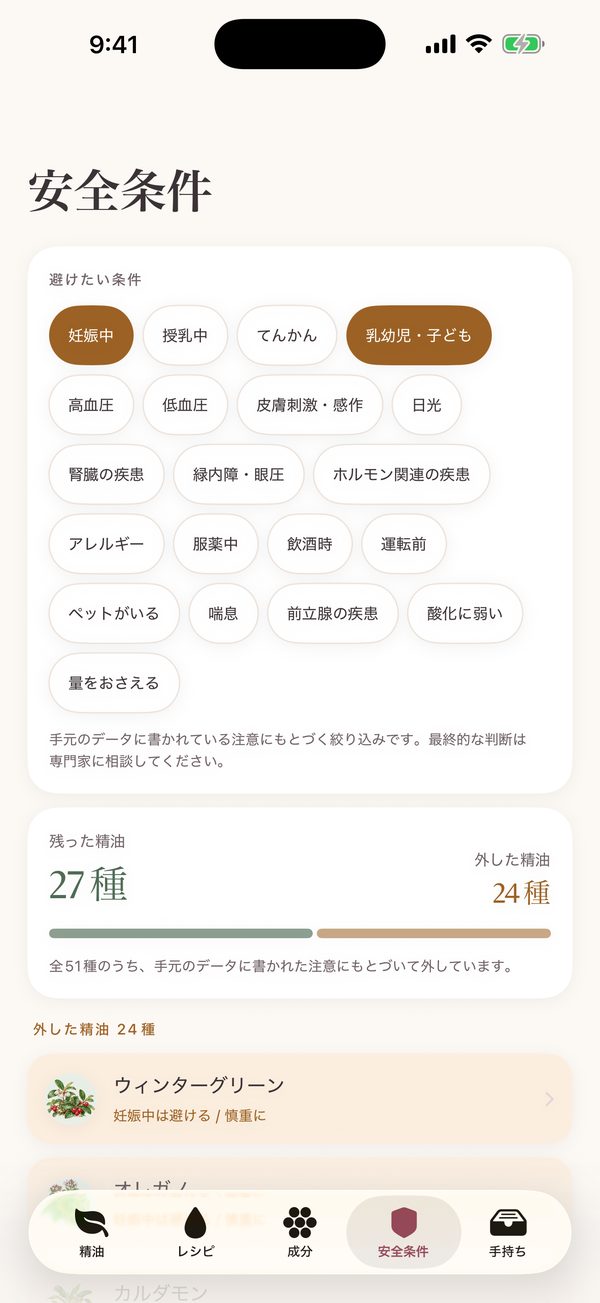 9:41
安全条件
避けたい条件
妊娠中 授乳中 てんかん 乳幼児・子ども
高血圧 低血圧 皮膚刺激・感作 日光
腎臓の疾患 緑内障・眼圧 ホルモン関連の疾患
アレルギー 服薬中 飲酒時 運転前
ペットがいる 喘息 前立腺の疾患 酸化に弱い
量をおさえる
手元のデータに書かれている注意にもとづく絞り込みです。最終的な判断は
専門家に相談してください。
残った精油
27種
外した精油
24種
全51種のうち、手元のデータに書かれた注意にもとづいて外しています。
外した精油 24種
ウィンターグリーン
妊娠中は避ける / 慎重に
オレガノ
精油 レシピ 成分 安全条件 手持ち
カルダモン